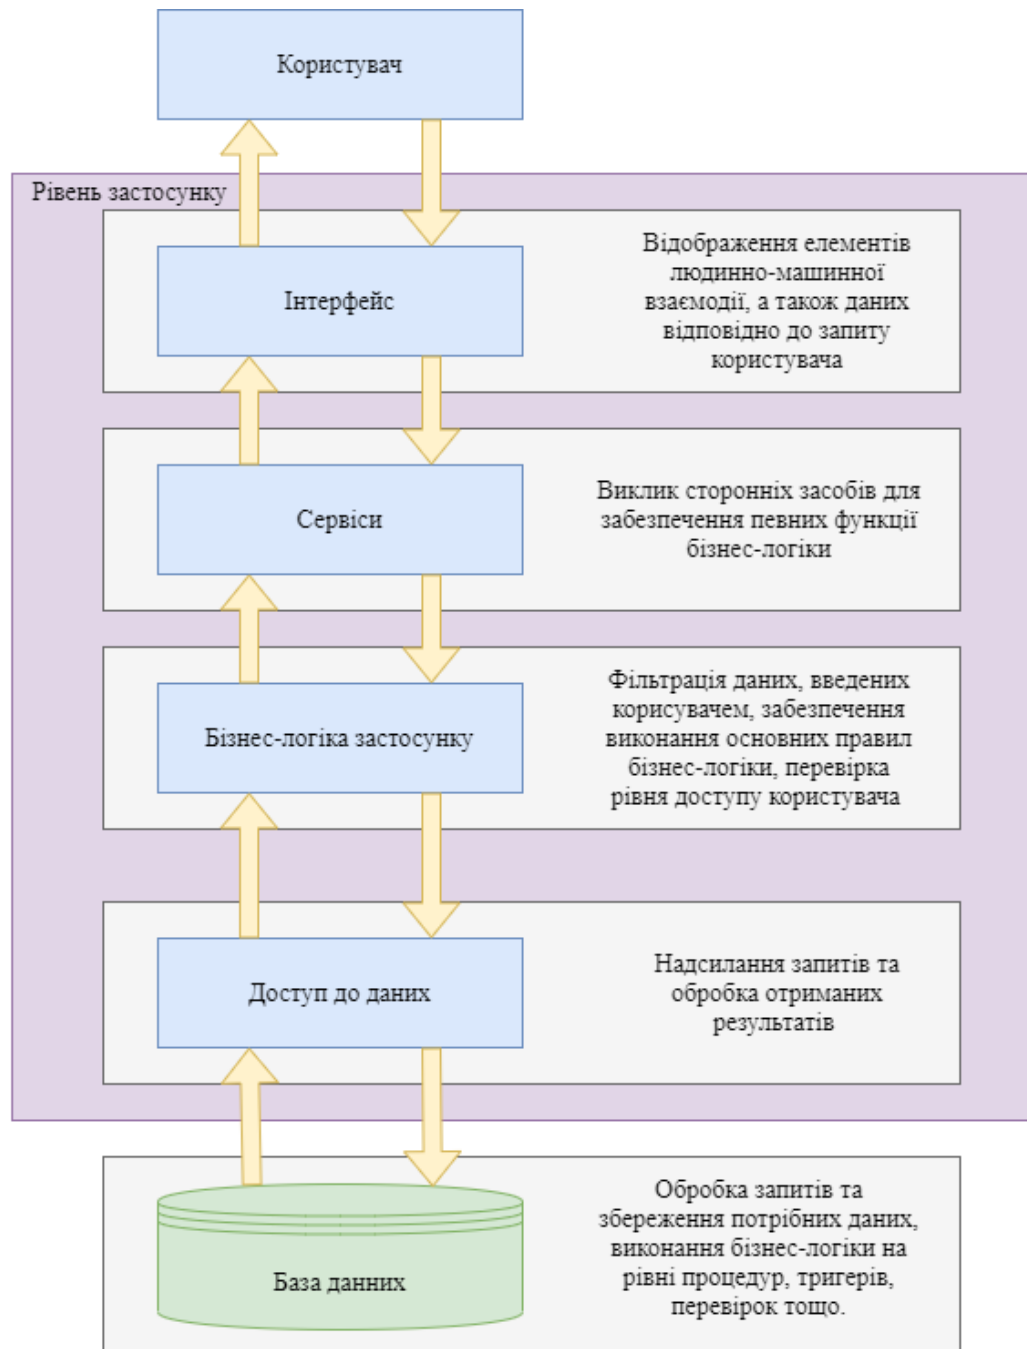 Користувач
Рівень застосунку
Інтерфейс
Відображення елементів
людинно-машинної
взаємодії, а також даних
відповідно до запиту
користувача
Сервіси
Виклик сторонніх засобів для
забезпечення певних функції
бізнес-логіки
Бізнес-логіка застосунку
Фільтрація даних, введених
корисувачем, забезпечення
виконання основних правил
бізнес-логіки, перевірка
рівня доступу користувача
Доступ до даних
Надсилання запитів та
обробка отриманих
результатів
База данних
Обробка запитів та
збереження потрібних даних,
виконання бізнес-логіки на
рівні процедур, тригерів,
перевірок тощо.